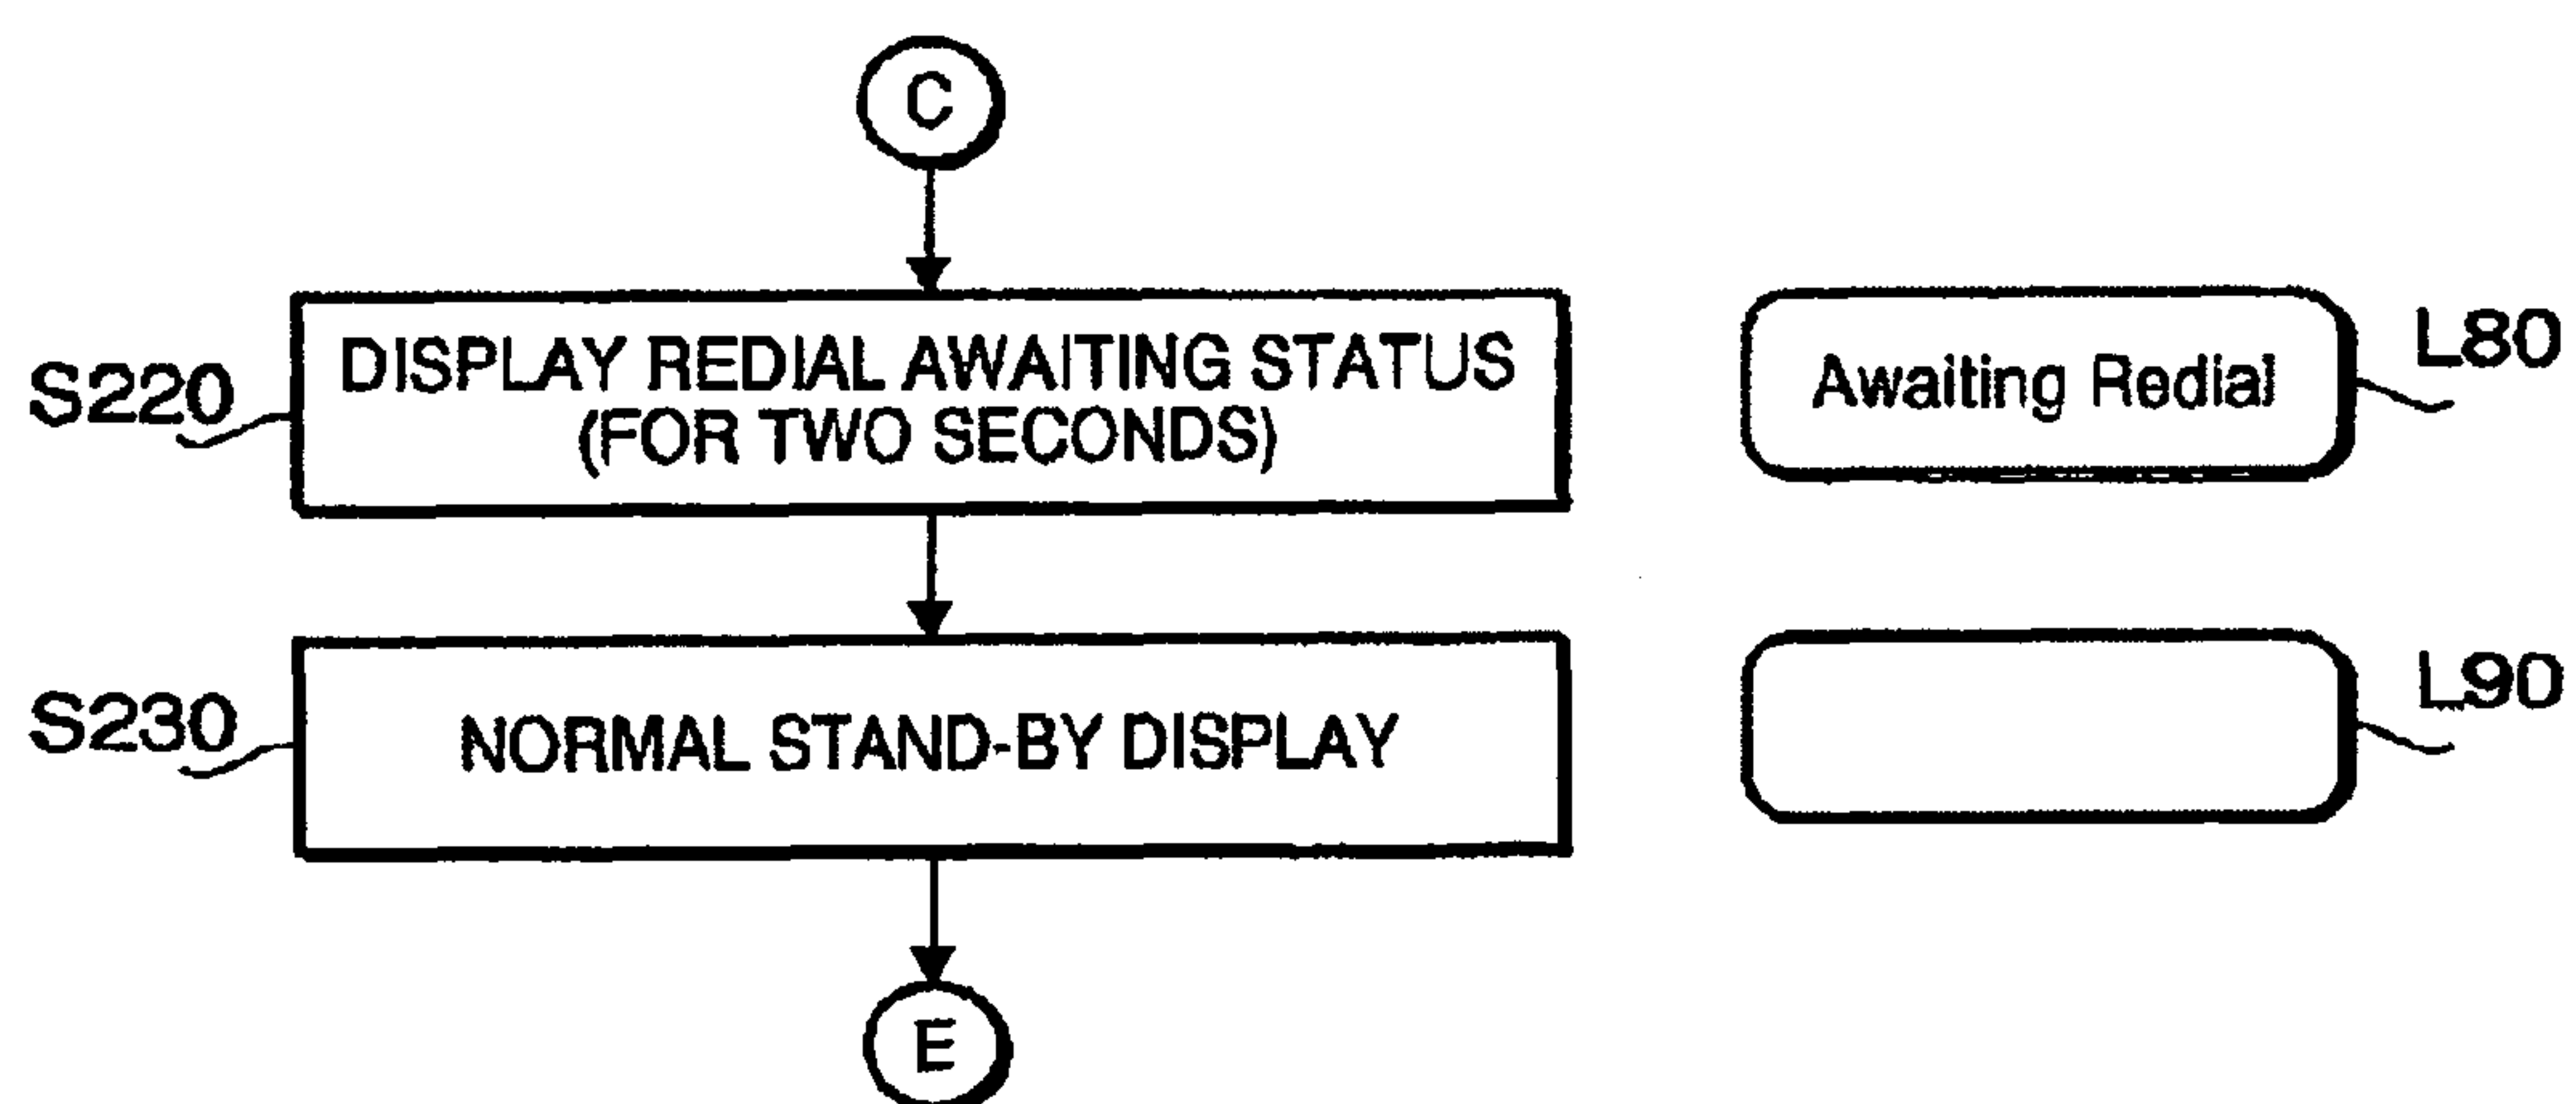 C
S220
DISPLAY REDIAL AWAITING STATUS
(FOR TWO SECONDS)
Awaiting Redial
L80
S230
NORMAL STAND-BY DISPLAY
L90
E